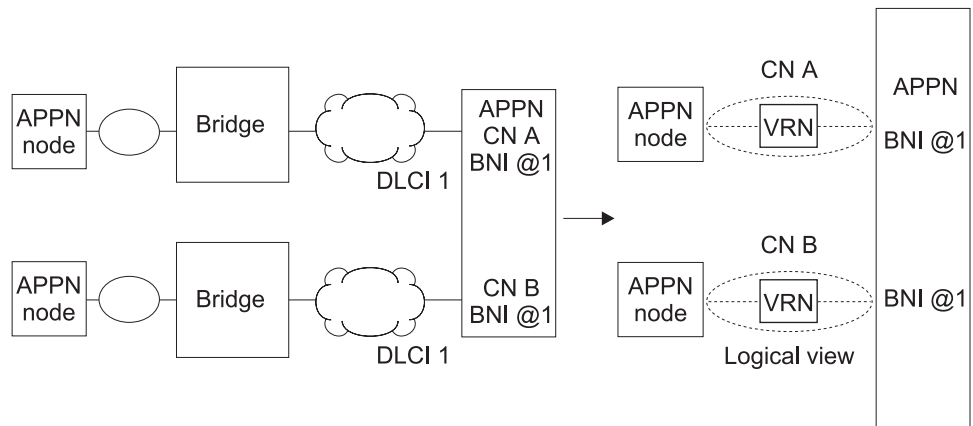 APPN
node
Bridge
DLCI 1
APPN
CN A
BNI @1
APPN
node
Bridge
DLCI 1
CN B
BNI @1
CN A
APPN
node
VRN
APPN
BNI @1
CN B
APPN
node
VRN
BNI @1
Logical view